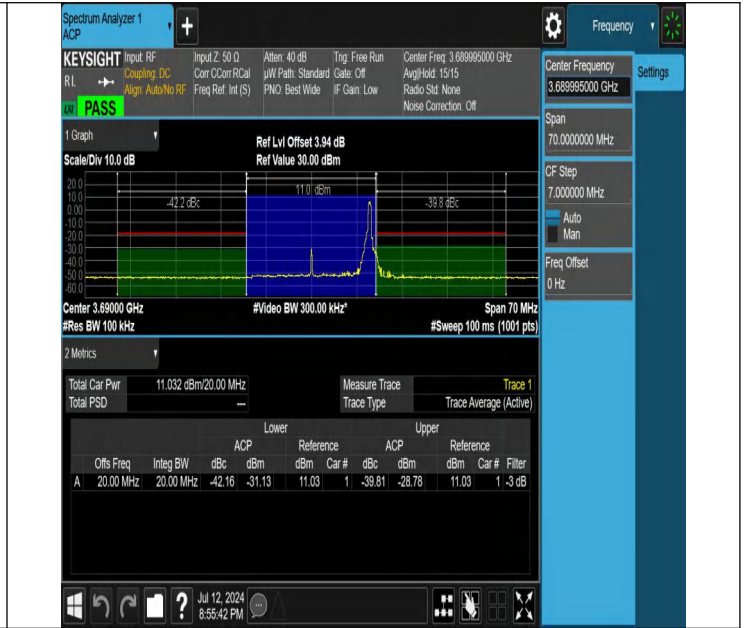 Spectrum Analyzer 1
ACP
Frequency
KEYSIGHT Input: RF Input Z: 50 Ω Atten: 40 dB Trig: Free Run Center Freq: 3.689995000 GHz
RL Coupling: DC Corr CCorr RCal µW Path: Standard Gate: Off Avg|Hold: 15/15
Align: Auto/No RF Freq Ref: Int (S) PNO: Best Wide IF Gain: Low Radio Std: None
PASS Noise Correction: Off
Center Frequency
3.689995000 GHz
Settings
Span
70.0000000 MHz
CF Step
7.000000 MHz
Auto
Man
Freq Offset
0 Hz
1 Graph
Ref Lvl Offset 3.94 dB
Scale/Div 10.0 dB Ref Value 30.00 dBm
20.0
10.0
0.00
-10.0
-20.0
-30.0
-40.0
-50.0
-60.0
-42.2 dBc 11.0 dBm -39.8 dBc
Center 3.69000 GHz #Video BW 300.00 kHz* Span 70 MHz
#Res BW 100 kHz #Sweep 100 ms (1001 pts)
2 Metrics
Total Car Pwr 11.032 dBm/20.00 MHz Measure Trace Trace 1
Total PSD --- Trace Type Trace Average (Active)
Lower Upper
ACP Reference ACP Reference
Offs Freq Integ BW dBc dBm dBm Car # dBc dBm dBm Car # Filter
A 20.00 MHz 20.00 MHz -42.16 -31.13 11.03 1 -39.81 -28.78 11.03 1 -3 dB
Jul 12, 2024
8:55:42 PM